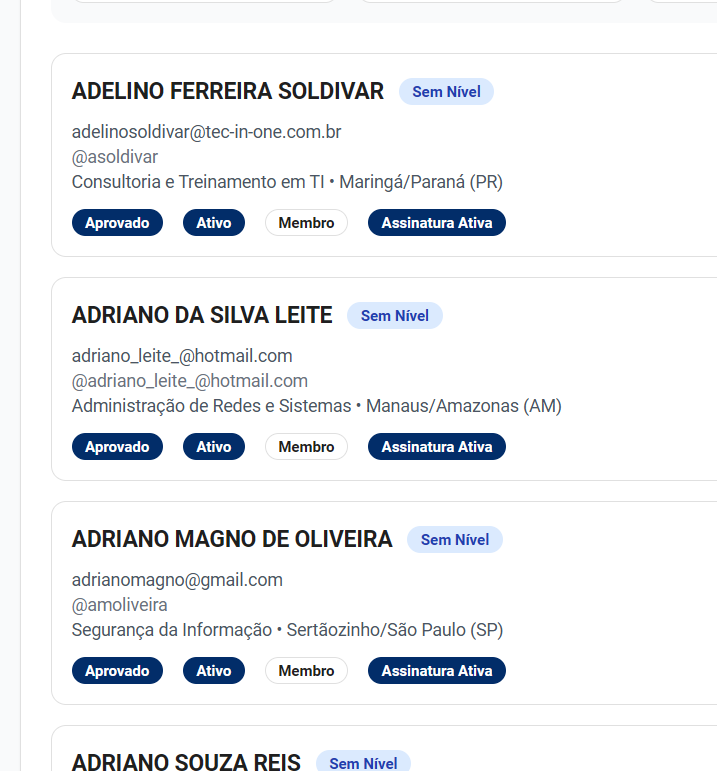 ADELINO FERREIRA SOLDIVAR Sem Nível
adelinosoldivar@tec-in-one.com.br
@asoldivar
Consultoria e Treinamento em TI • Maringá/Paraná (PR)
Aprovado Ativo Membro Assinatura Ativa
ADRIANO DA SILVA LEITE Sem Nível
adriano_leite_@hotmail.com
@adriano_leite_@hotmail.com
Administração de Redes e Sistemas • Manaus/Amazonas (AM)
Aprovado Ativo Membro Assinatura Ativa
ADRIANO MAGNO DE OLIVEIRA Sem Nível
adrianomagno@gmail.com
@amoliveira
Segurança da Informação • Sertãozinho/São Paulo (SP)
Aprovado Ativo Membro Assinatura Ativa
ADRIANO SOUZA REIS Sem Nível